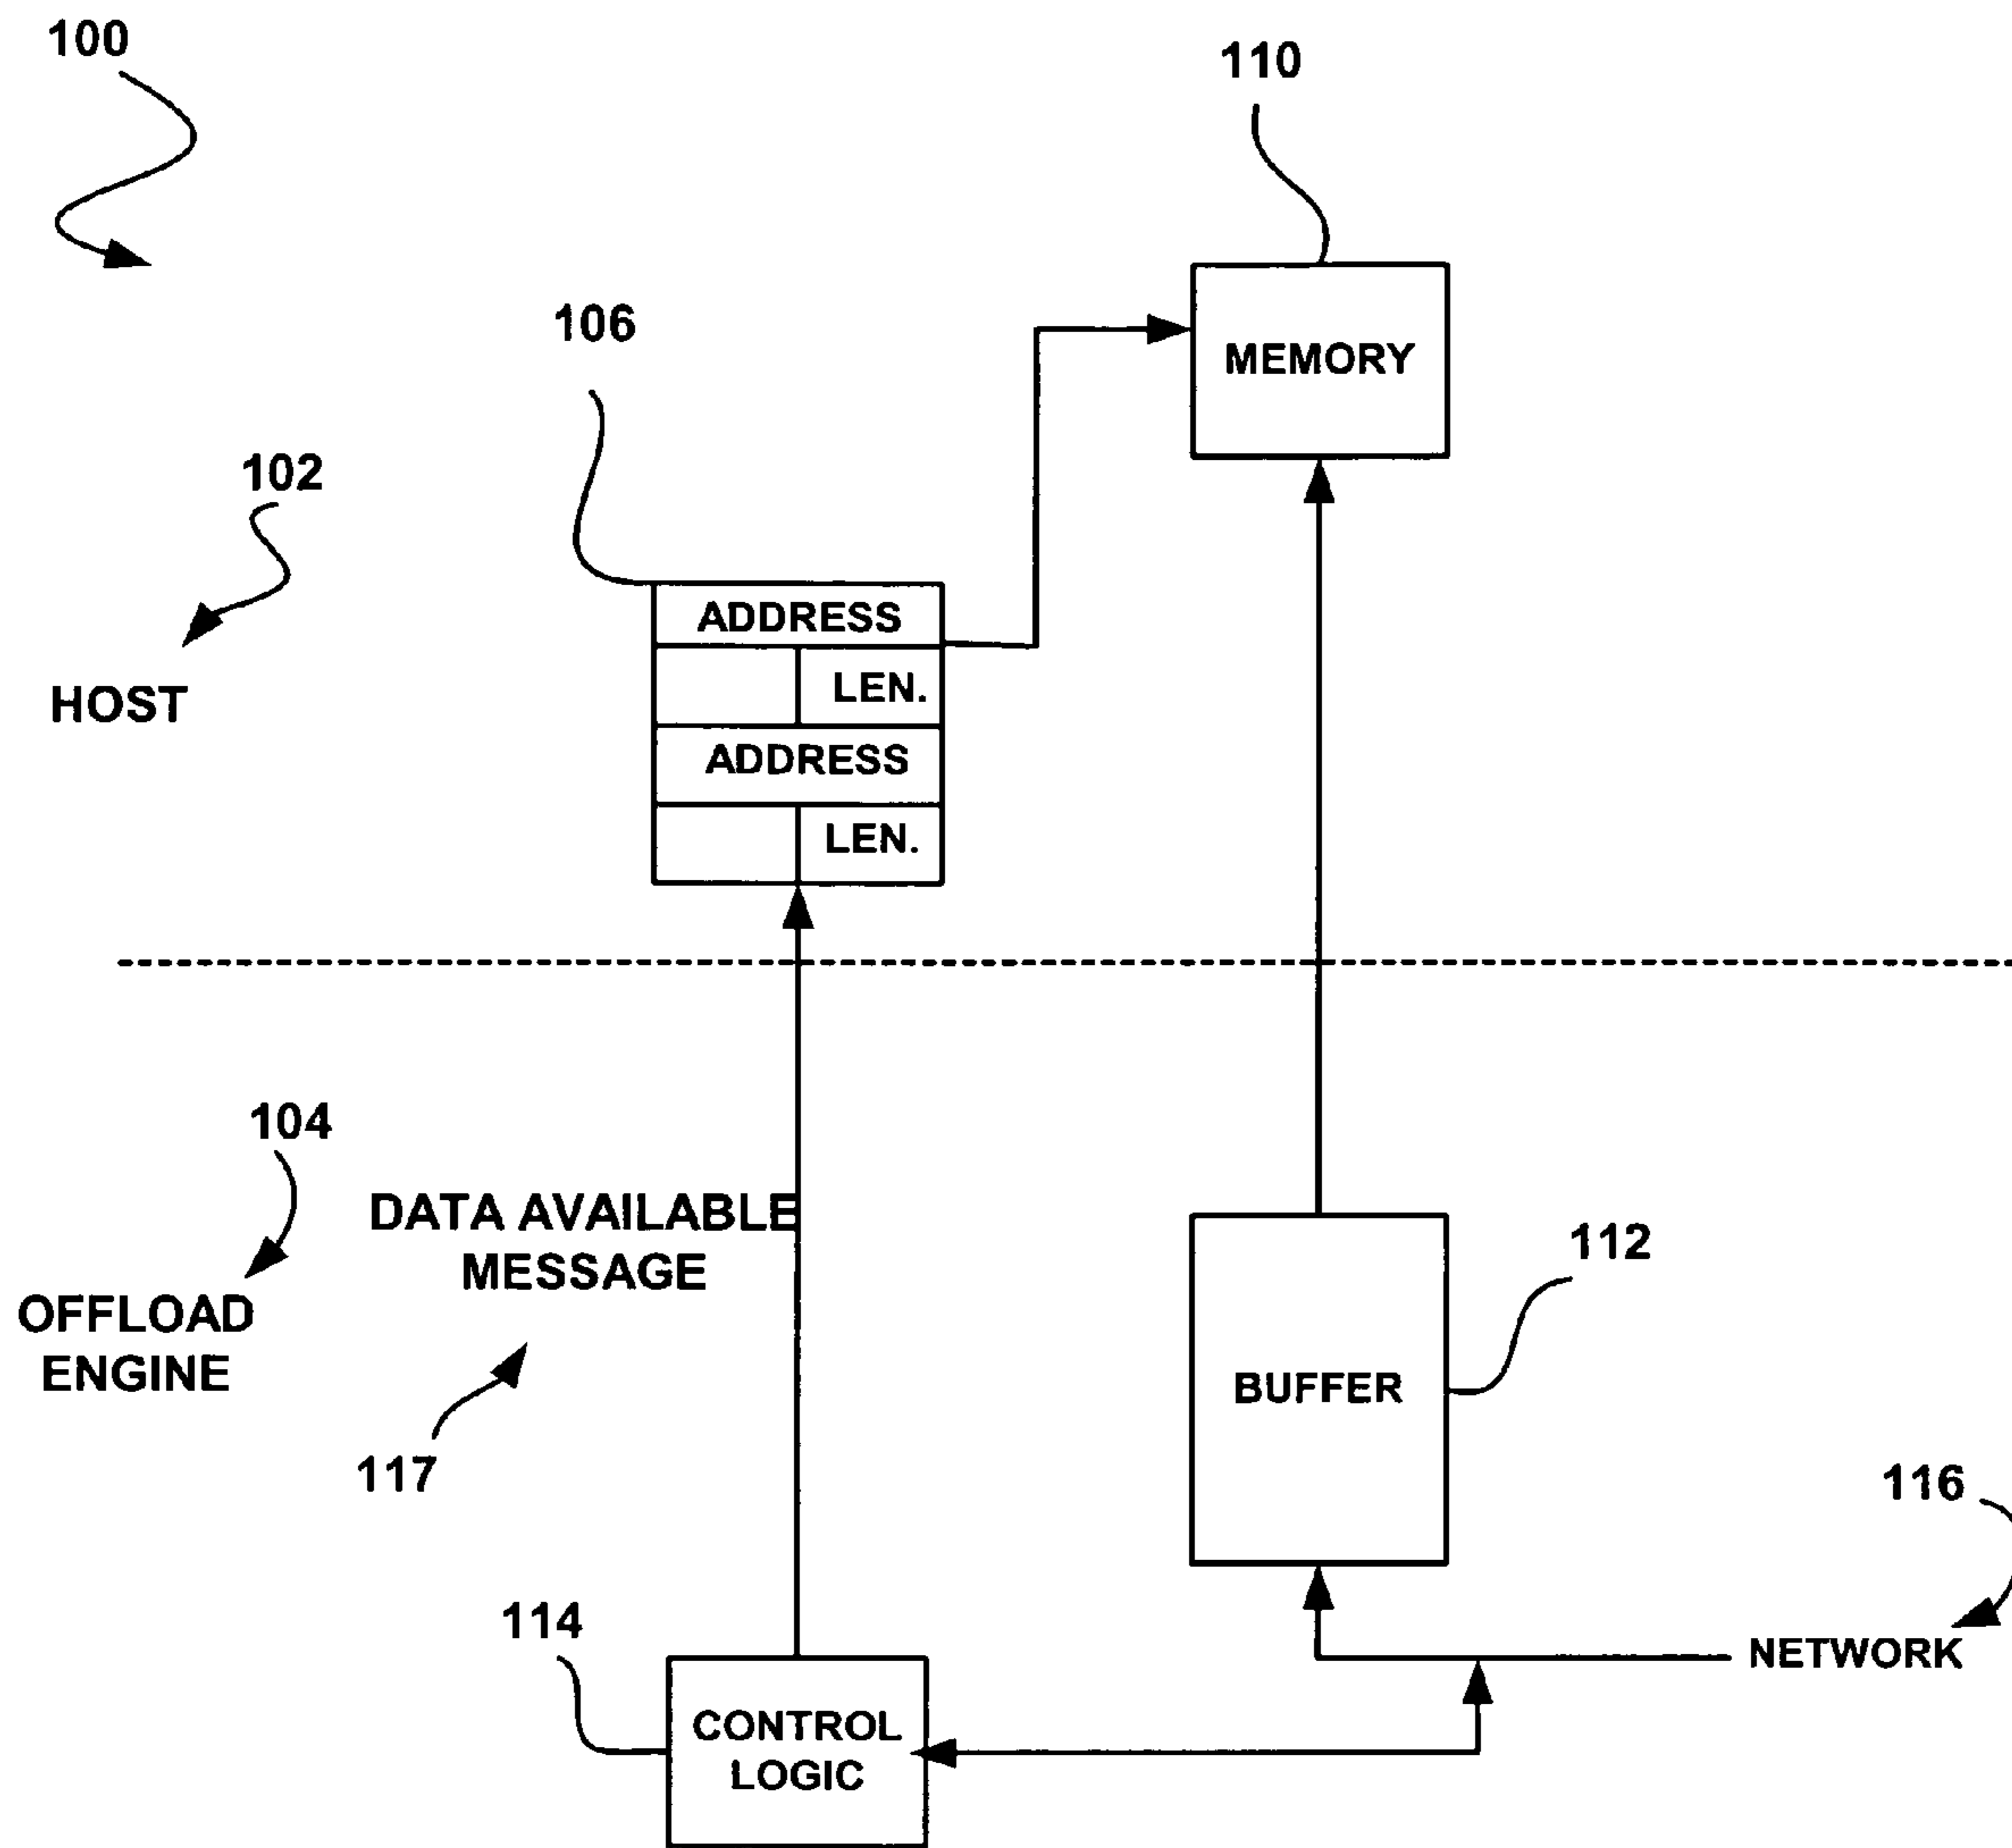 100
110
106
MEMORY
102
ADDRESS
LEN.
HOST
ADDRESS
LEN.
104
DATA AVAILABLE
MESSAGE
112
OFFLOAD
ENGINE
BUFFER
117
116
114
NETWORK
CONTROL
LOGIC